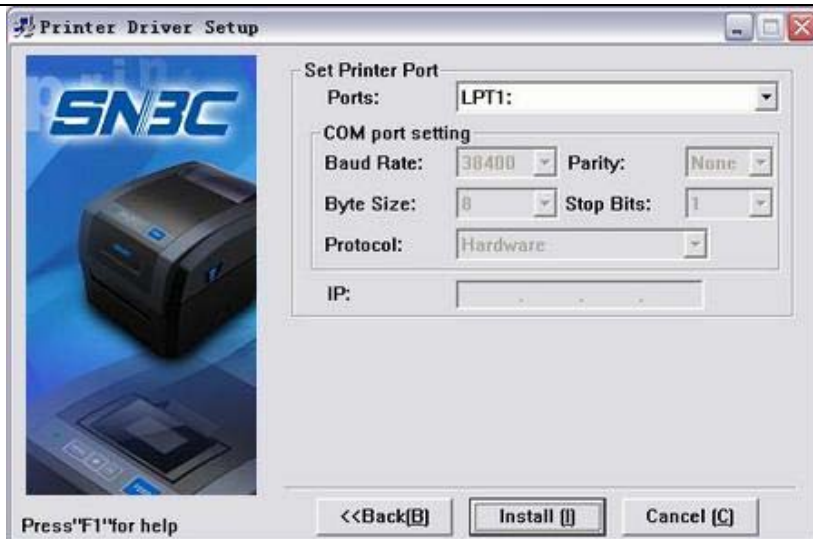 Printer Driver Setup
SNBC
Set Printer Port
Ports: LPT1:
COM port setting
Baud Rate: 38400 Parity: None
Byte Size: 8 Stop Bits: 1
Protocol: Hardware
IP: . . .
<<Back(B) Install (I) Cancel (C)
Press"F1"for help